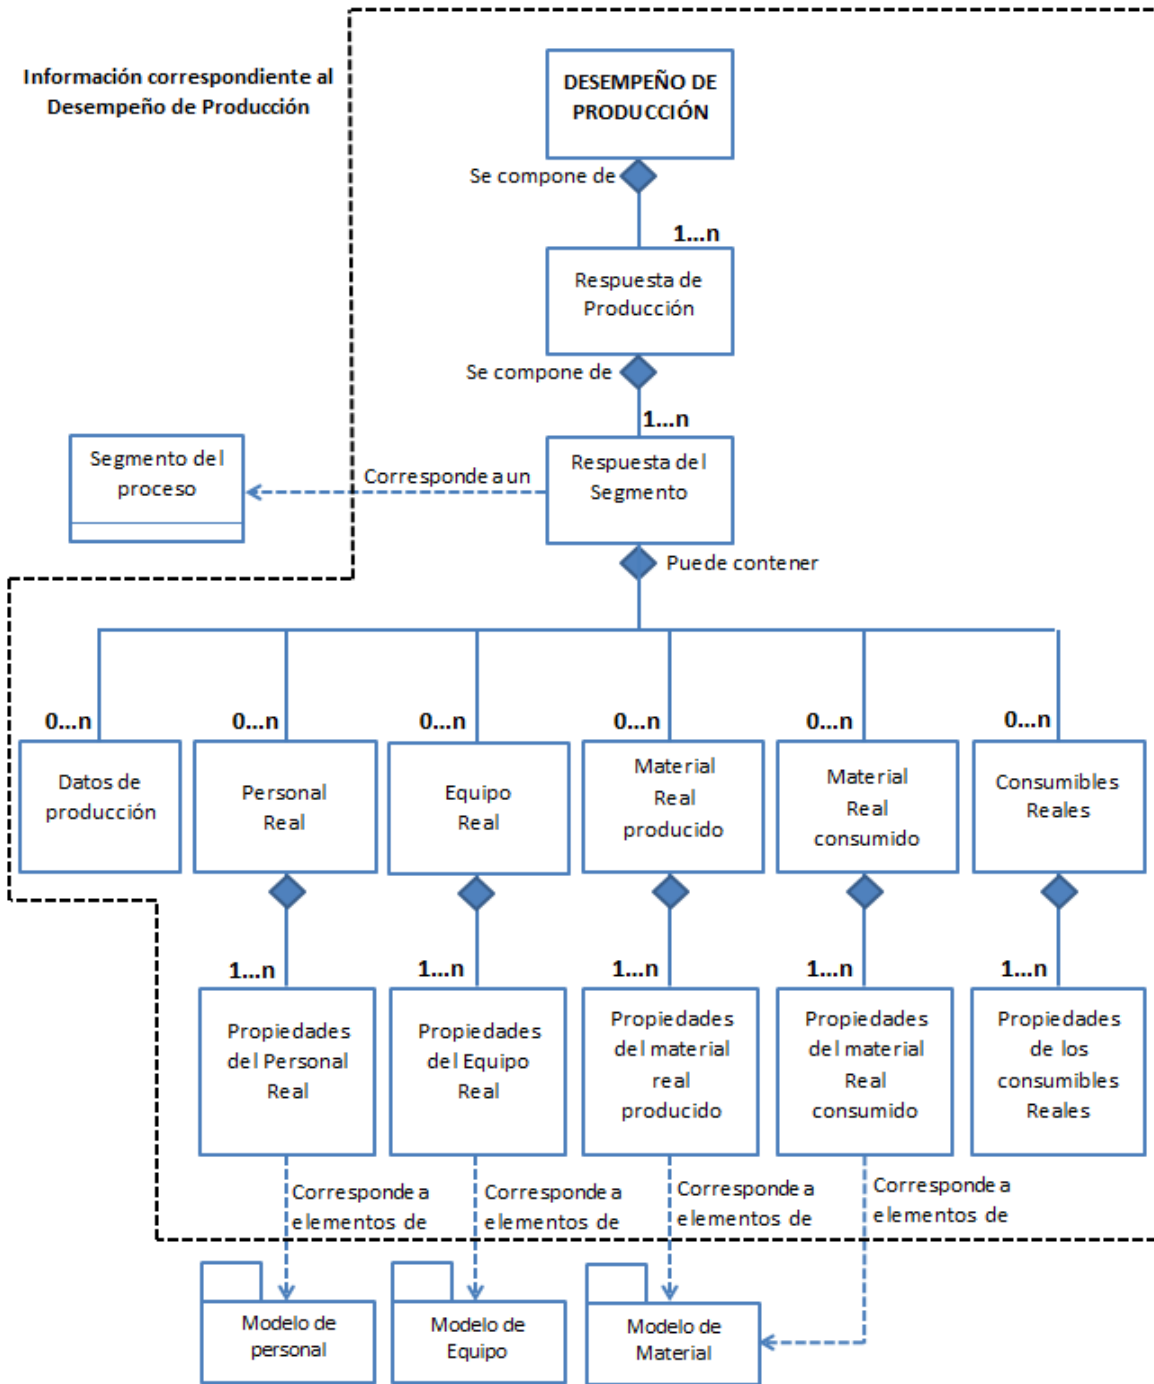 Información correspondiente al
Desempeño de Producción
DESEMPEÑO DE
PRODUCCIÓN
Se compone de
1...n
Respuesta de
Producción
Se compone de
1...n
Segmento del
proceso
Corresponde a un
Respuesta del
Segmento
Puede contener
0...n
0...n
0...n
0...n
0...n
0...n
Datos de
producción
Personal
Real
Equipo
Real
Material
Real
producido
Material
Real
consumido
Consumibles
Reales
1...n
1...n
1...n
1...n
1...n
Propiedades
del Personal
Real
Propiedades
del Equipo
Real
Propiedades
del material
real
producido
Propiedades
del material
Real
consumido
Propiedades
de los
consumibles
Reales
Corresponde a
elementos de
Corresponde a
elementos de
Corresponde a
elementos de
Corresponde a
elementos de
Modelo de
personal
Modelo de
Equipo
Modelo de
Material